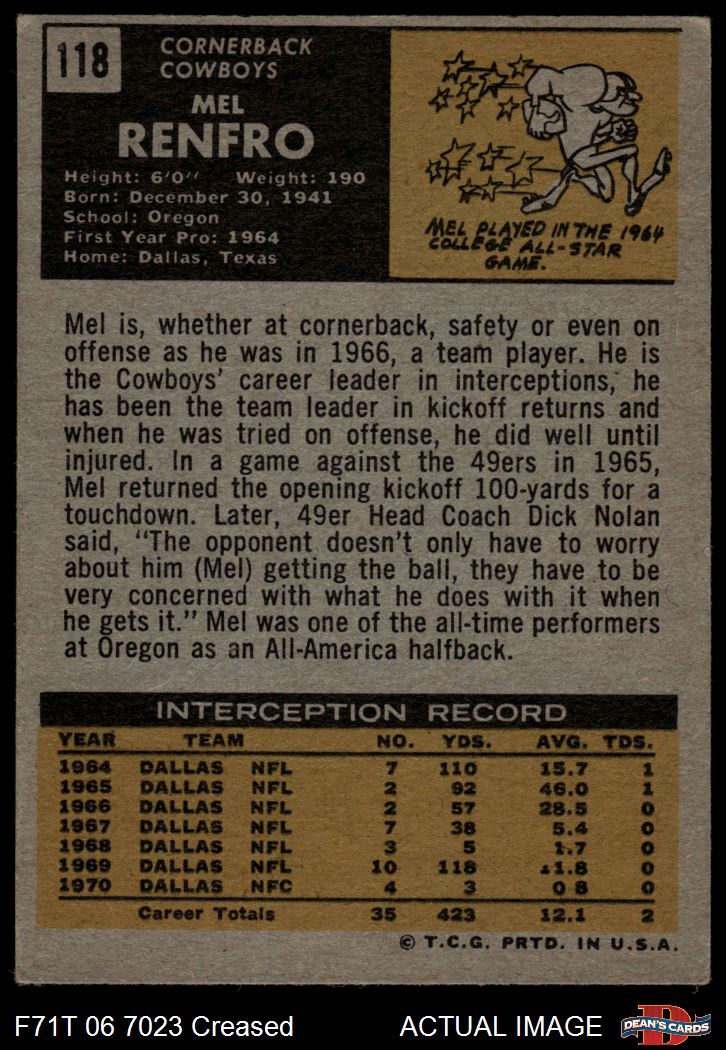 118
CORNERBACK
COWBOYS
MEL
RENFRO
Height: 6'0" Weight: 190
Born: December 30, 1941
School: Oregon
First Year Pro: 1964
Home: Dallas, Texas
MEL PLAYED IN THE 1964
COLLEGE ALL-STAR
GAME.
Mel is, whether at cornerback, safety or even on
offense as he was in 1966, a team player. He is
the Cowboys' career leader in interceptions, he
has been the team leader in kickoff returns and
when he was tried on offense, he did well until
injured. In a game against the 49ers in 1965,
Mel returned the opening kickoff 100-yards for a
touchdown. Later, 49er Head Coach Dick Nolan
said, "The opponent doesn't only have to worry
about him (Mel) getting the ball, they have to be
very concerned with what he does with it when
he gets it." Mel was one of the all-time performers
at Oregon as an All-America halfback.
INTERCEPTION RECORD
YEAR TEAM NO. YDS. AVG. TDS.
1964 DALLAS NFL 7 110 15.7 1
1965 DALLAS NFL 2 92 46.0 1
1966 DALLAS NFL 2 57 28.5 0
1967 DALLAS NFL 7 38 5.4 0
1968 DALLAS NFL 3 5 1.7 0
1969 DALLAS NFL 10 118 11.8 0
1970 DALLAS NFC 4 3 0 8 0
Career Totals 35 423 12.1 2
© T.C.G. PRTD. IN U.S.A.
F71T 06 7023 Creased ACTUAL IMAGE
D
DEAN'S CARDS